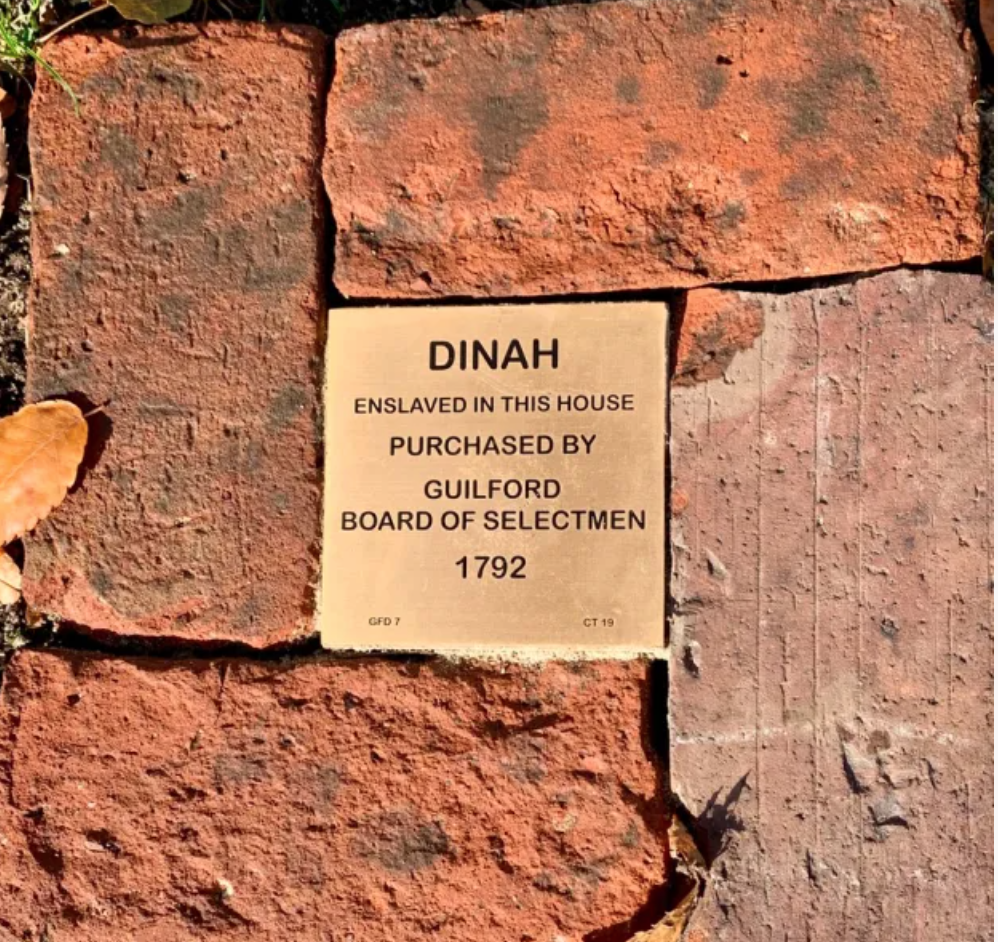 DINAH
ENSLAVED IN THIS HOUSE
PURCHASED BY
GUILFORD
BOARD OF SELECTMEN
1792
GFD 7 CT 19